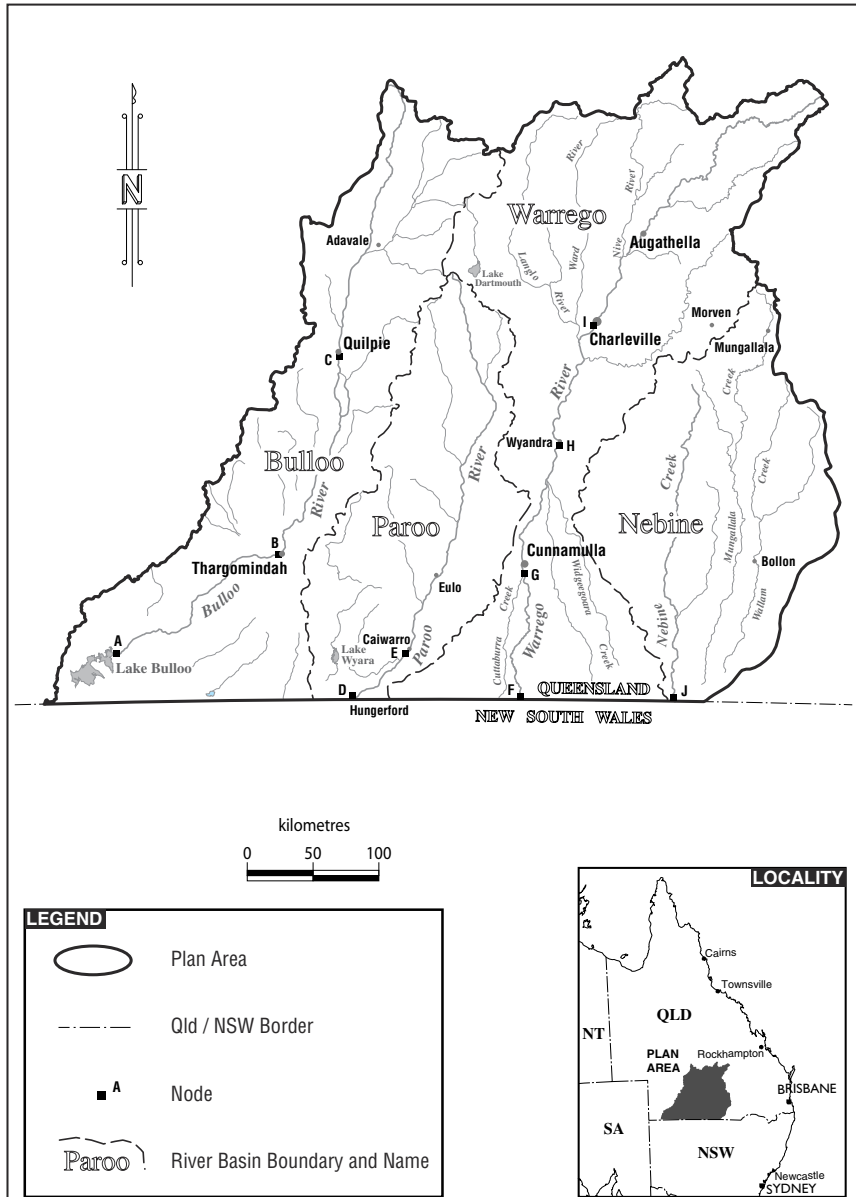 N
Warrego
River
River
Augathella
Adavale
Langlo
Ward
Nive
Lake
Dartmouth
River
Morven
I
Charleville
Quilpie
C
Mungallala
Creek
River
Wyandra
H
Bulloo
River
River
Creek
Creek
Paroo
Nebine
Mungallala
B
Thargomindah
Cunnamulla
G
Bollon
Eulo
Widgeegoara
Wallam
Bulloo
Creek
Warrego
Nebine
A
Lake Bulloo
Lake
Wyara
Caiwarro
E
Paroo
Cuttaburra
Creek
D
Hungerford
F
QUEENSLAND
J
NEW SOUTH WALES
kilometres
0 50 100
LEGEND
Plan Area
Qld / NSW Border
A
Node
Paroo
River Basin Boundary and Name
LOCALITY
Cairns
Townsville
QLD
NT
PLAN
AREA
Rockhampton
BRISBANE
SA
NSW
Newcastle
SYDNEY